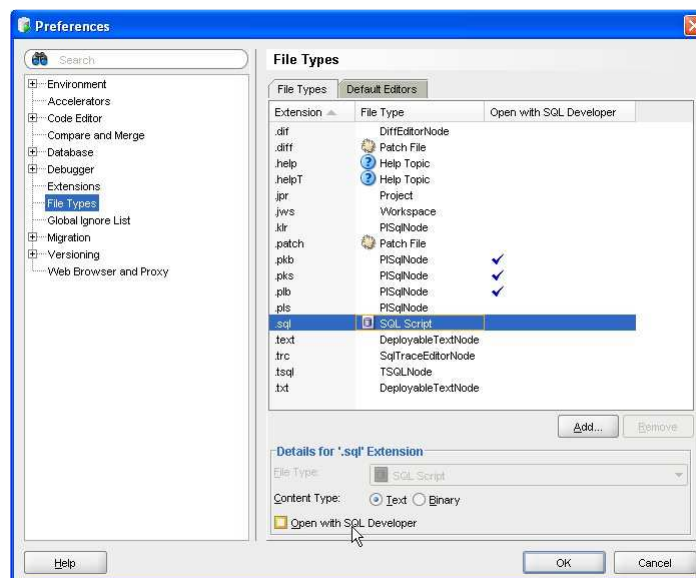 Preferences
Search
Environment
Accelerators
Code Editor
Compare and Merge
Database
Debugger
Extensions
File Types
Global Ignore List
Migration
Versioning
Web Browser and Proxy
File Types
File Types Default Editors
Extension File Type Open with SQL Developer
.dif DiffEditorNode
.diff Patch File
.help Help Topic
.helpT Help Topic
.jpr Project
.jws Workspace
.klr PlSqlNode
.patch Patch File
.pkb PlSqlNode
.pks PlSqlNode
.plb PlSqlNode
.pls PlSqlNode
.sql SQL Script
.text DeployableTextNode
.trc SqlTraceEditorNode
.tsql TSQLNode
.txt DeployableTextNode
Add... Remove
Details for '.sql' Extension
File Type: SQL Script
Content Type: Text Binary
Open with SQL Developer
Help OK Cancel